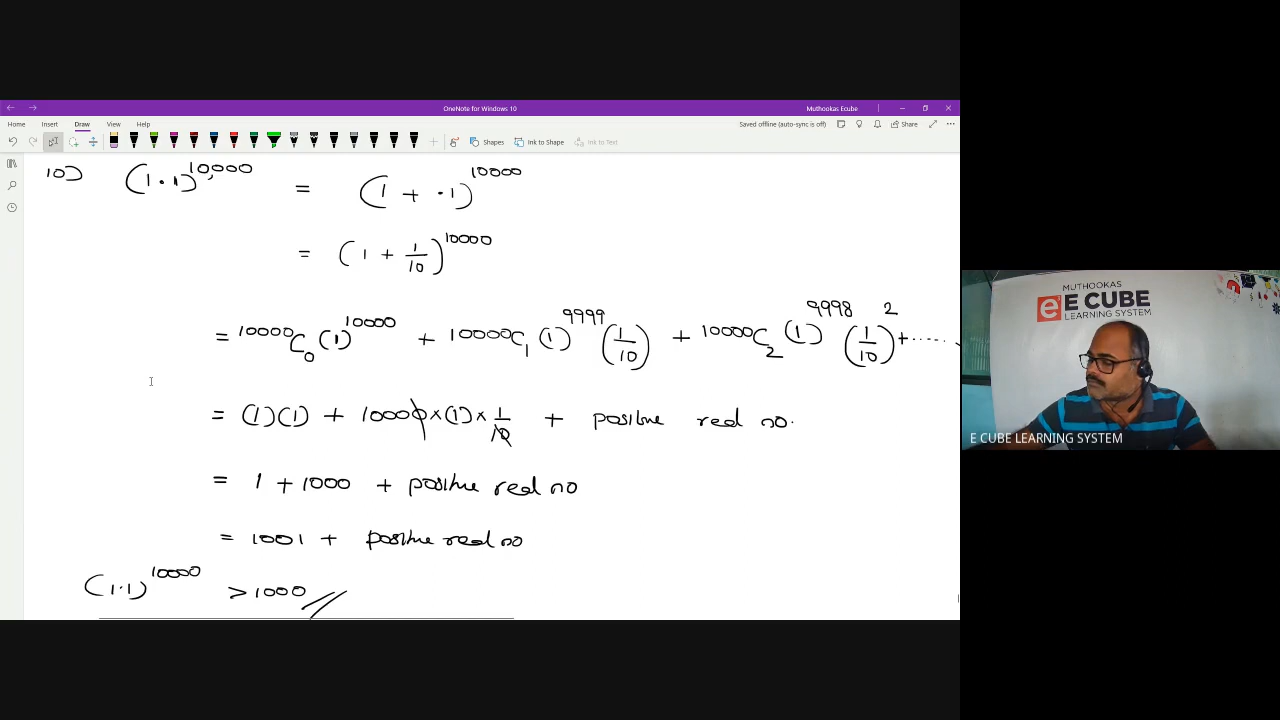 OneNote for Windows 10
Muthookas Ecube
Home Insert Draw View Help
Saved offline (auto-sync is off) Share
Shapes Ink to Shape Ink to Text
10) (1·1)^10,000 = (1 + ·1)^10000
= (1 + 1/10)^10000
= 10000C0 (1)^10000 + 10000C1 (1)^9999 (1/10) + 10000C2 (1)^9998 (1/10)^2 + ......
= (1)(1) + 10000 × (1) × 1/10 + positive real no.
= 1 + 1000 + positive real no
= 1001 + positive real no
(1·1)^10000 > 1000 //
MUTHOOKAS
e E CUBE
LEARNING SYSTEM
E CUBE LEARNING SYSTEM